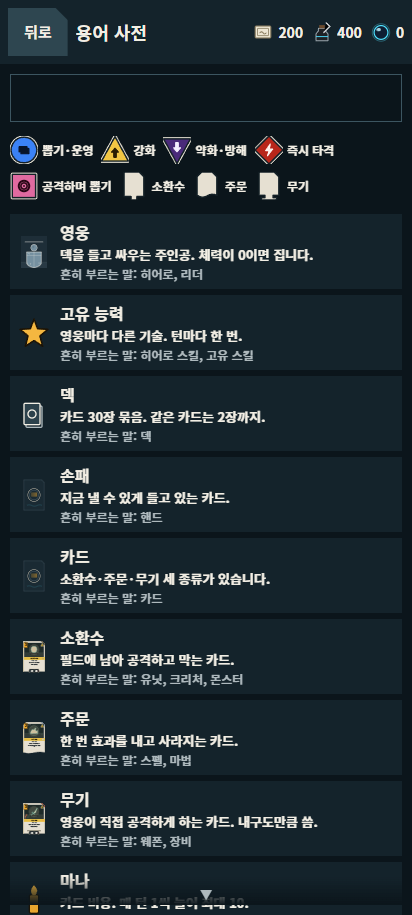 뒤로
용어 사전
200
400
0
뽑기·운영
강화
약화·방해
즉시 타격
공격하며 뽑기
소환수
주문
무기
영웅
덱을 들고 싸우는 주인공. 체력이 0이면 집니다.
흔히 부르는 말: 히어로, 리더
고유 능력
영웅마다 다른 기술. 턴마다 한 번.
흔히 부르는 말: 히어로 스킬, 고유 스킬
덱
카드 30장 묶음. 같은 카드는 2장까지.
흔히 부르는 말: 덱
손패
지금 낼 수 있게 들고 있는 카드.
흔히 부르는 말: 핸드
카드
소환수·주문·무기 세 종류가 있습니다.
흔히 부르는 말: 카드
소환수
필드에 남아 공격하고 막는 카드.
흔히 부르는 말: 유닛, 크리처, 몬스터
주문
한 번 효과를 내고 사라지는 카드.
흔히 부르는 말: 스펠, 마법
무기
영웅이 직접 공격하게 하는 카드. 내구도만큼 씀.
흔히 부르는 말: 웨폰, 장비
마나
카드 비용. 매 턴 1씩 늘어 최대 10.